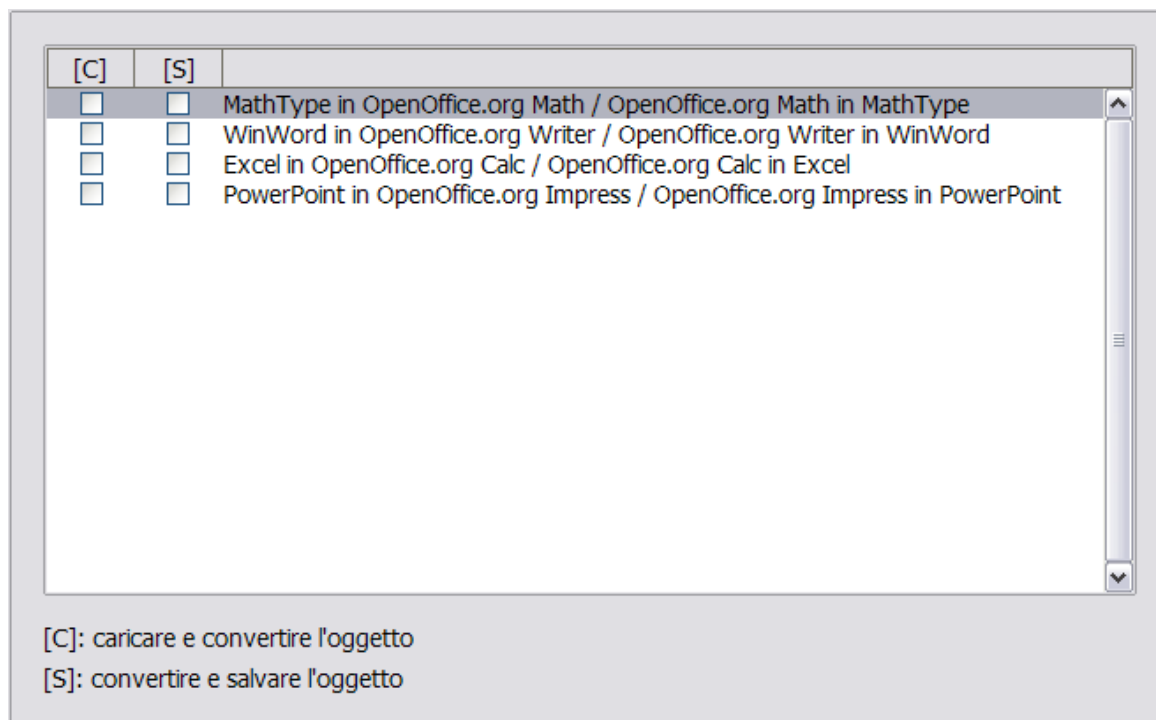 [C] [S]
MathType in OpenOffice.org Math / OpenOffice.org Math in MathType
WinWord in OpenOffice.org Writer / OpenOffice.org Writer in WinWord
Excel in OpenOffice.org Calc / OpenOffice.org Calc in Excel
PowerPoint in OpenOffice.org Impress / OpenOffice.org Impress in PowerPoint
[C]: caricare e convertire l'oggetto
[S]: convertire e salvare l'oggetto